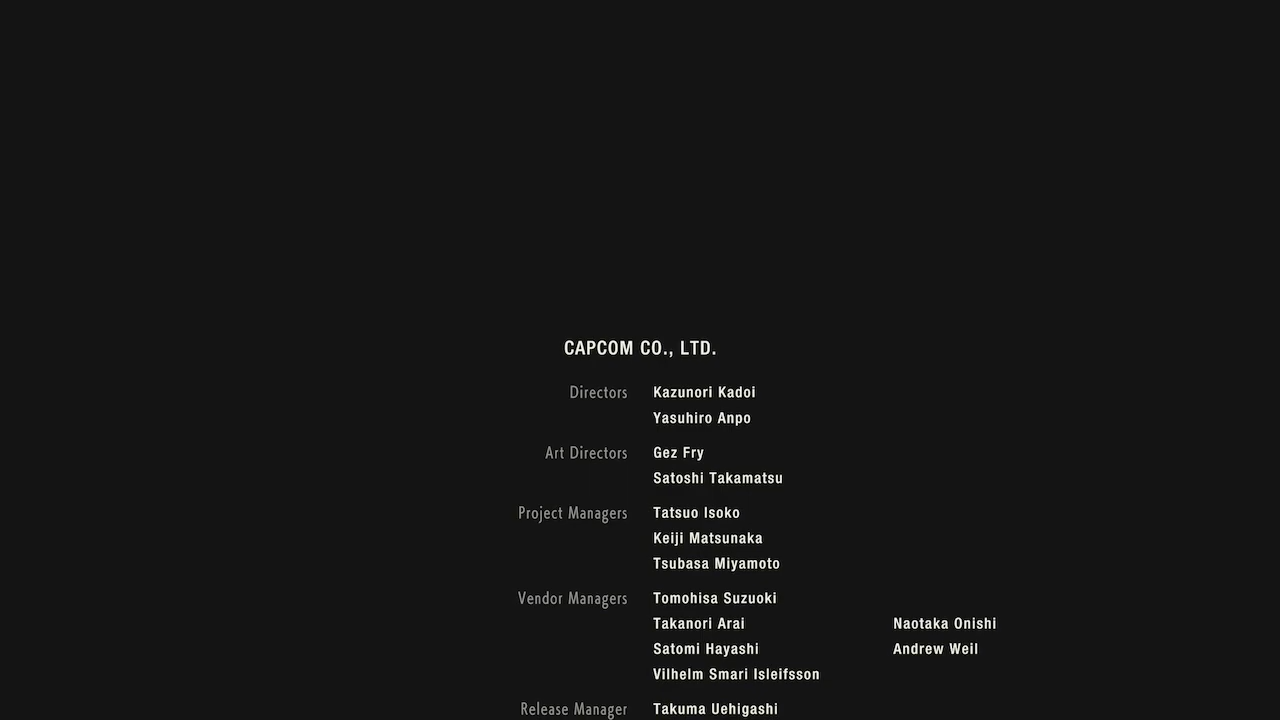 CAPCOM CO., LTD.
Directors Kazunori Kadoi
Yasuhiro Anpo
Art Directors Gez Fry
Satoshi Takamatsu
Project Managers Tatsuo Isoko
Keiji Matsunaka
Tsubasa Miyamoto
Vendor Managers Tomohisa Suzuoki
Takanori Arai Naotaka Onishi
Satomi Hayashi Andrew Weil
Vilhelm Smari Isleifsson
Release Manager Takuma Uehigashi